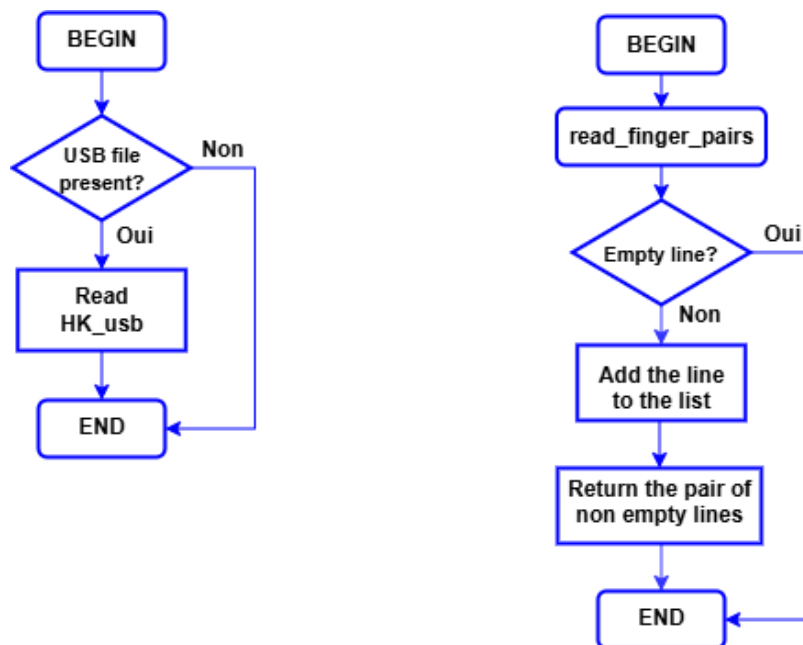 BEGIN
USB file
present?
Non
Oui
Read
HK_usb
END
BEGIN
read_finger_pairs
Empty line?
Oui
Non
Add the line
to the list
Return the pair of
non empty lines
END